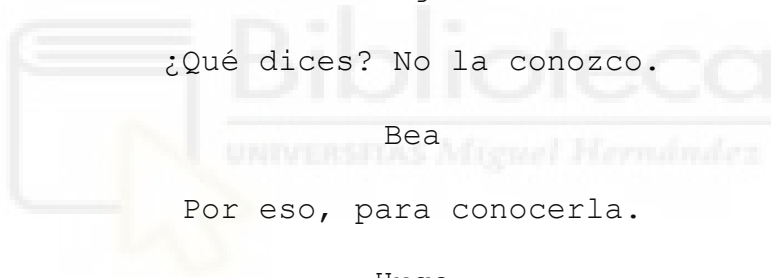 Biblioteca
¿Qué dices? No la conozco.
Bea
UNIVERSITAS Miguel Hernández
Por eso, para conocerla.